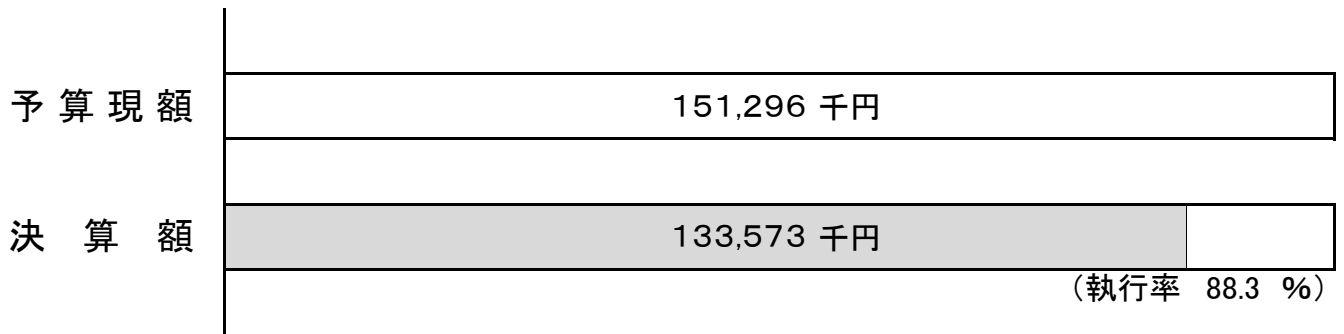 予算現額 151,296 千円
決算額 133,573 千円
（執行率 88.3 %）